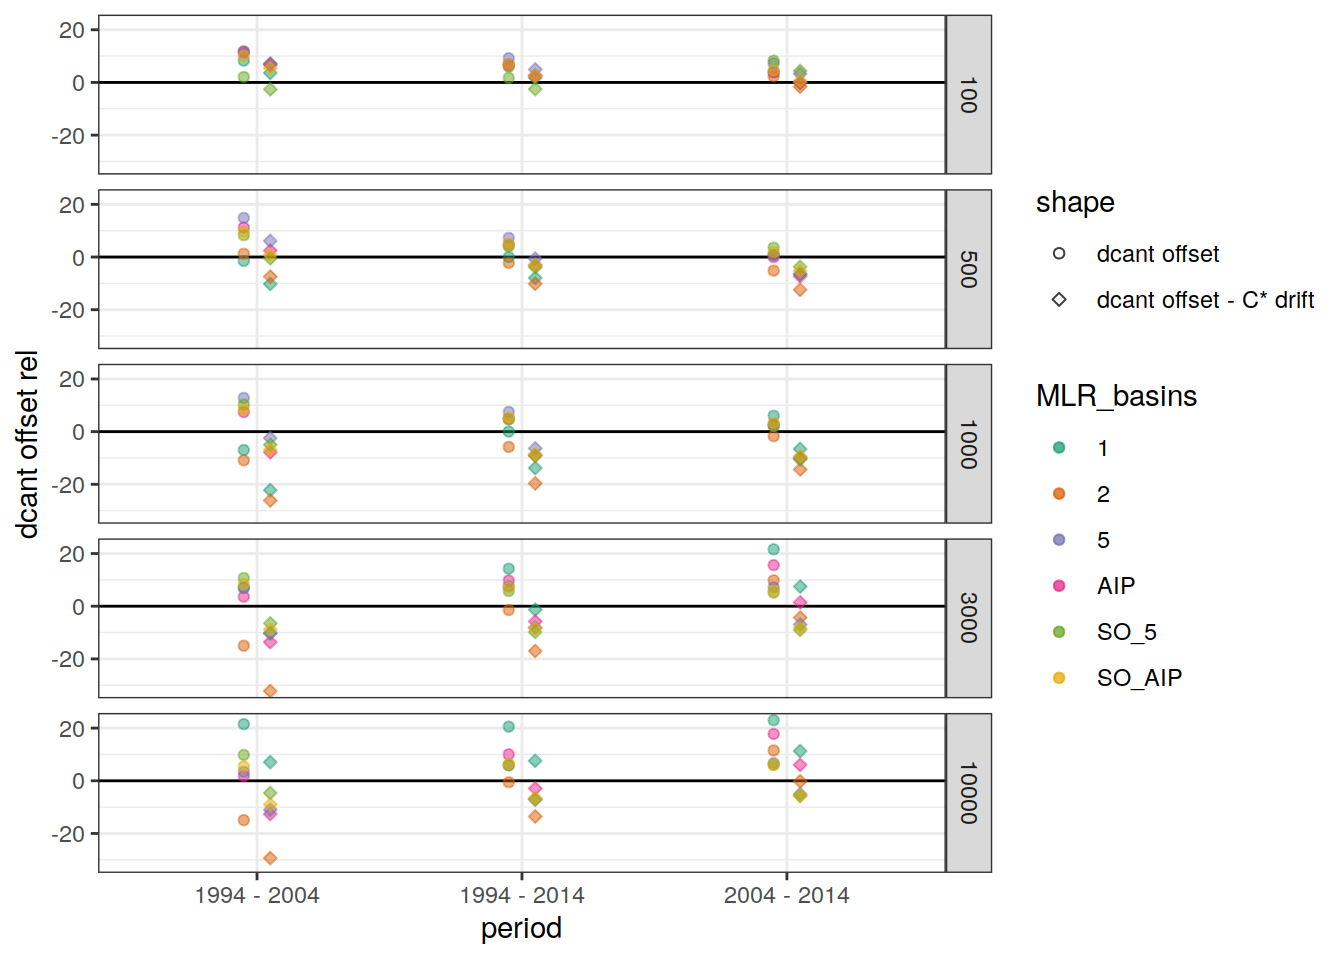 20
0
-20
100
20
0
-20
500
20
0
-20
1000
20
0
-20
3000
20
0
-20
10000
dcant offset rel
1994 - 2004
1994 - 2014
2004 - 2014
period
shape
dcant offset
dcant offset - C* drift
MLR_basins
1
2
5
AIP
SO_5
SO_AIP